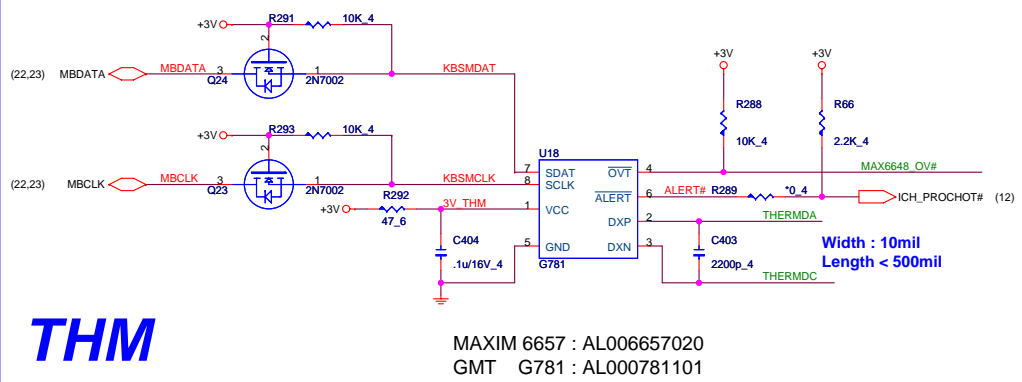 R291
10K_4
+3V
2
(22,23)
MBDATA
MBDATA
3
1
KBSMDAT
Q24
2N7002
+3V
+3V
R288
R66
10K_4
2.2K_4
R293
10K_4
+3V
2
(22,23)
MBCLK
MBCLK
3
1
KBSMCLK
Q23
2N7002
U18
7
SDAT
OVT
4
MAX6648_OV#
8
SCLK
ALERT
6
ALERT#
R289
*0_4
ICH_PROCHOT#
(12)
+3V
R292
47_6
3V_THM
1
VCC
DXP
2
THERMDA
5
GND
DXN
3
G781
C404
.1u/16V_4
C403
2200p_4
THERMDC
Width : 10mil
Length < 500mil
THM
MAXIM 6657 : AL006657020
GMT G781 : AL000781101